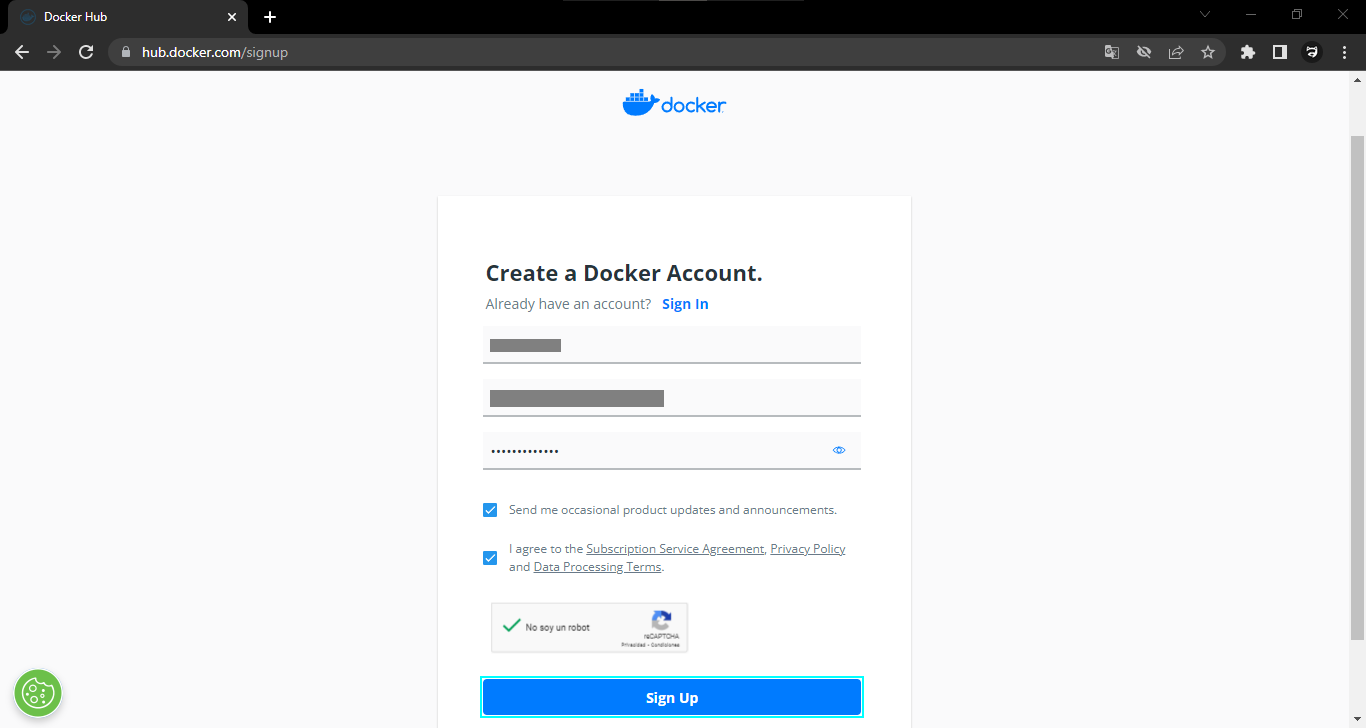 Docker Hub
hub.docker.com/signup
docker
Create a Docker Account.
Already have an account? Sign In
•••••••••••••
Send me occasional product updates and announcements.
I agree to the Subscription Service Agreement, Privacy Policy
and Data Processing Terms.
No soy un robot
reCAPTCHA
Privacidad - Condiciones
Sign Up